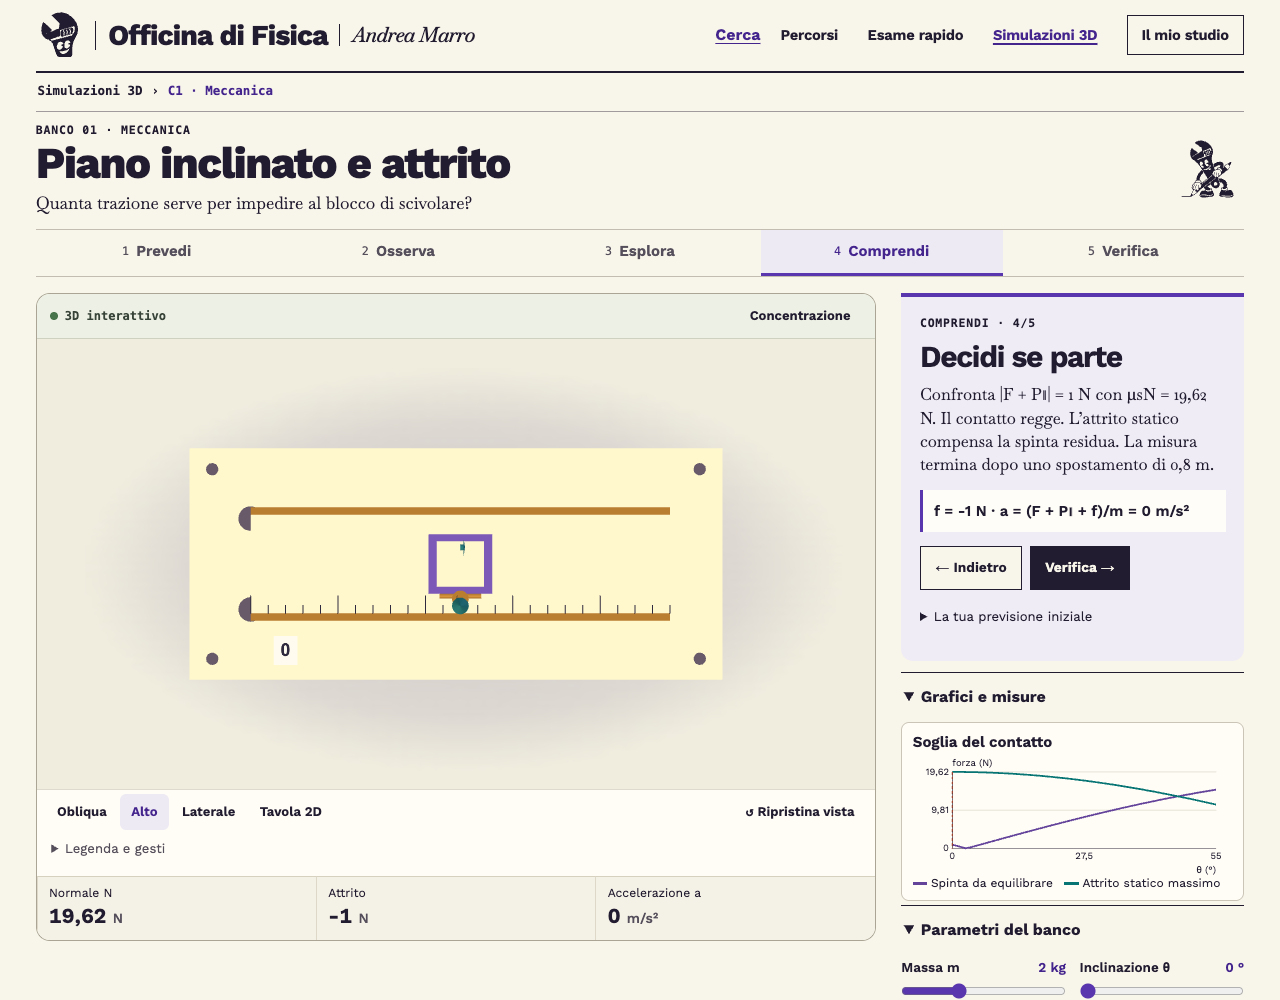 Officina di Fisica
Andrea Marro
Cerca
Percorsi
Esame rapido
Simulazioni 3D
Il mio studio
Simulazioni 3D › C1 · Meccanica
BANCO 01 · MECCANICA
Piano inclinato e attrito
Quanta trazione serve per impedire al blocco di scivolare?
1 Prevedi
2 Osserva
3 Esplora
4 Comprendi
5 Verifica
3D interattivo
Concentrazione
0
Obliqua
Alto
Laterale
Tavola 2D
↺ Ripristina vista
▶ Legenda e gesti
Normale N
19,62 N
Attrito
-1 N
Accelerazione a
0 m/s²
COMPRENDI · 4/5
Decidi se parte
Confronta |F + P∥| = 1 N con µsN = 19,62
N. Il contatto regge. L’attrito statico
compensa la spinta residua. La misura
termina dopo uno spostamento di 0,8 m.
f = -1 N · a = (F + P∥ + f)/m = 0 m/s²
← Indietro
Verifica →
▶ La tua previsione iniziale
▼ Grafici e misure
Soglia del contatto
forza (N)
19,62
9,81
0
0
27,5
55
θ (°)
Spinta da equilibrare
Attrito statico massimo
▼ Parametri del banco
Massa m
2 kg
Inclinazione θ
0 °